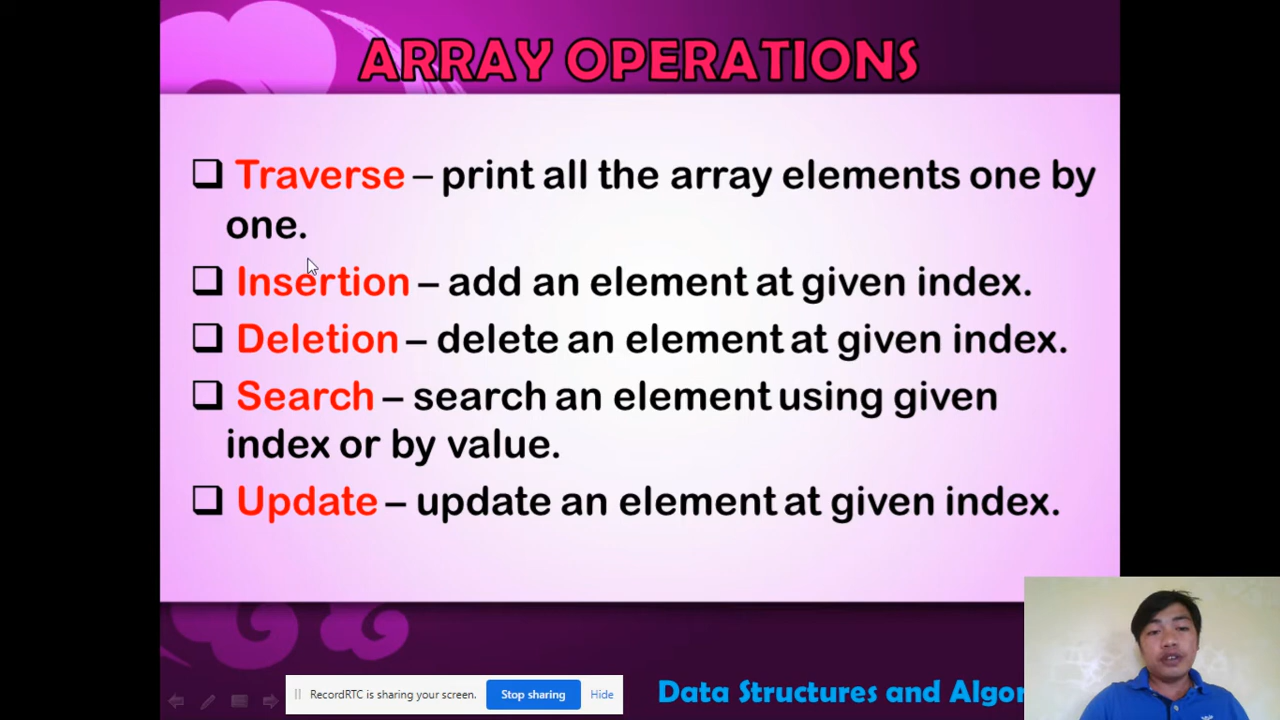 ARRAY OPERATIONS
Traverse – print all the array elements one by
one.
Insertion – add an element at given index.
Deletion – delete an element at given index.
Search – search an element using given
index or by value.
Update – update an element at given index.
RecordRTC is sharing your screen.
Stop sharing
Hide
Data Structures and Algor